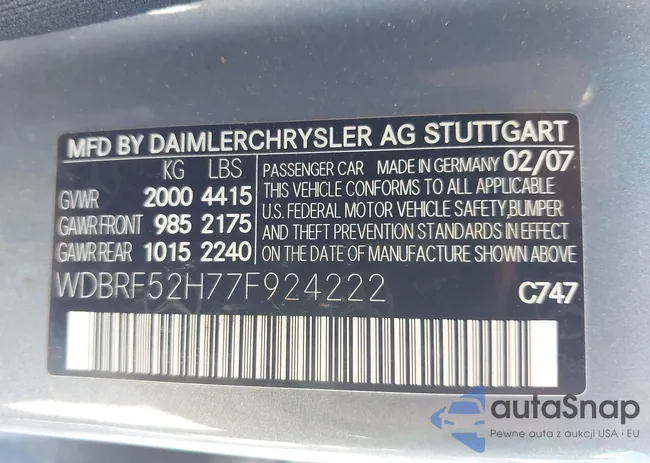 MFD BY DAIMLERCHRYSLER AG STUTTGART
KG LBS
GVWR 2000 4415
GAWR FRONT 985 2175
GAWR REAR 1015 2240
PASSENGER CAR MADE IN GERMANY 02/07
THIS VEHICLE CONFORMS TO ALL APPLICABLE
U.S. FEDERAL MOTOR VEHICLE SAFETY,BUMPER
AND THEFT PREVENTION STANDARDS IN EFFECT
ON THE DATE OF MANUFACTURE SHOWN ABOVE
WDBRF52H77F924222 C747
autaSnap
Pewne auta z aukcji USA i EU